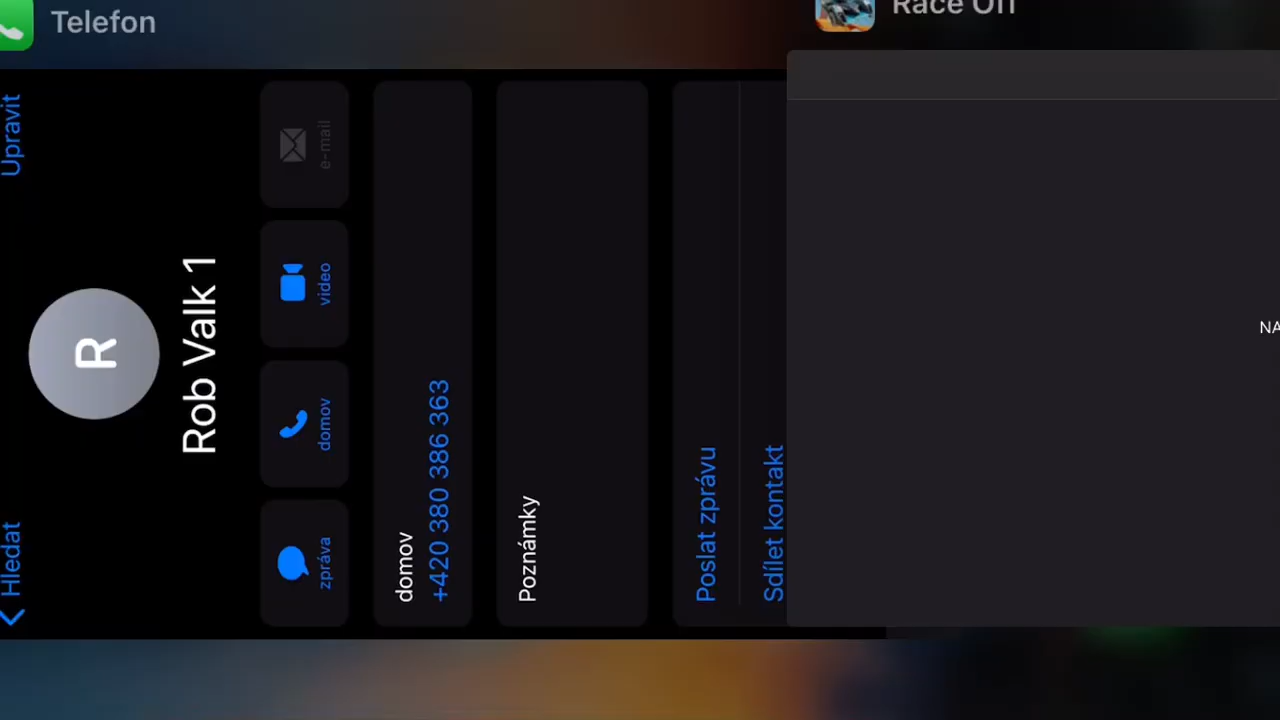 Telefon
Race Off
Hledat
Upravit
R
Rob Valk 1
zpráva
domov
video
e-mail
domov
+420 380 386 363
Poznámky
Poslat zprávu
Sdílet kontakt
NA